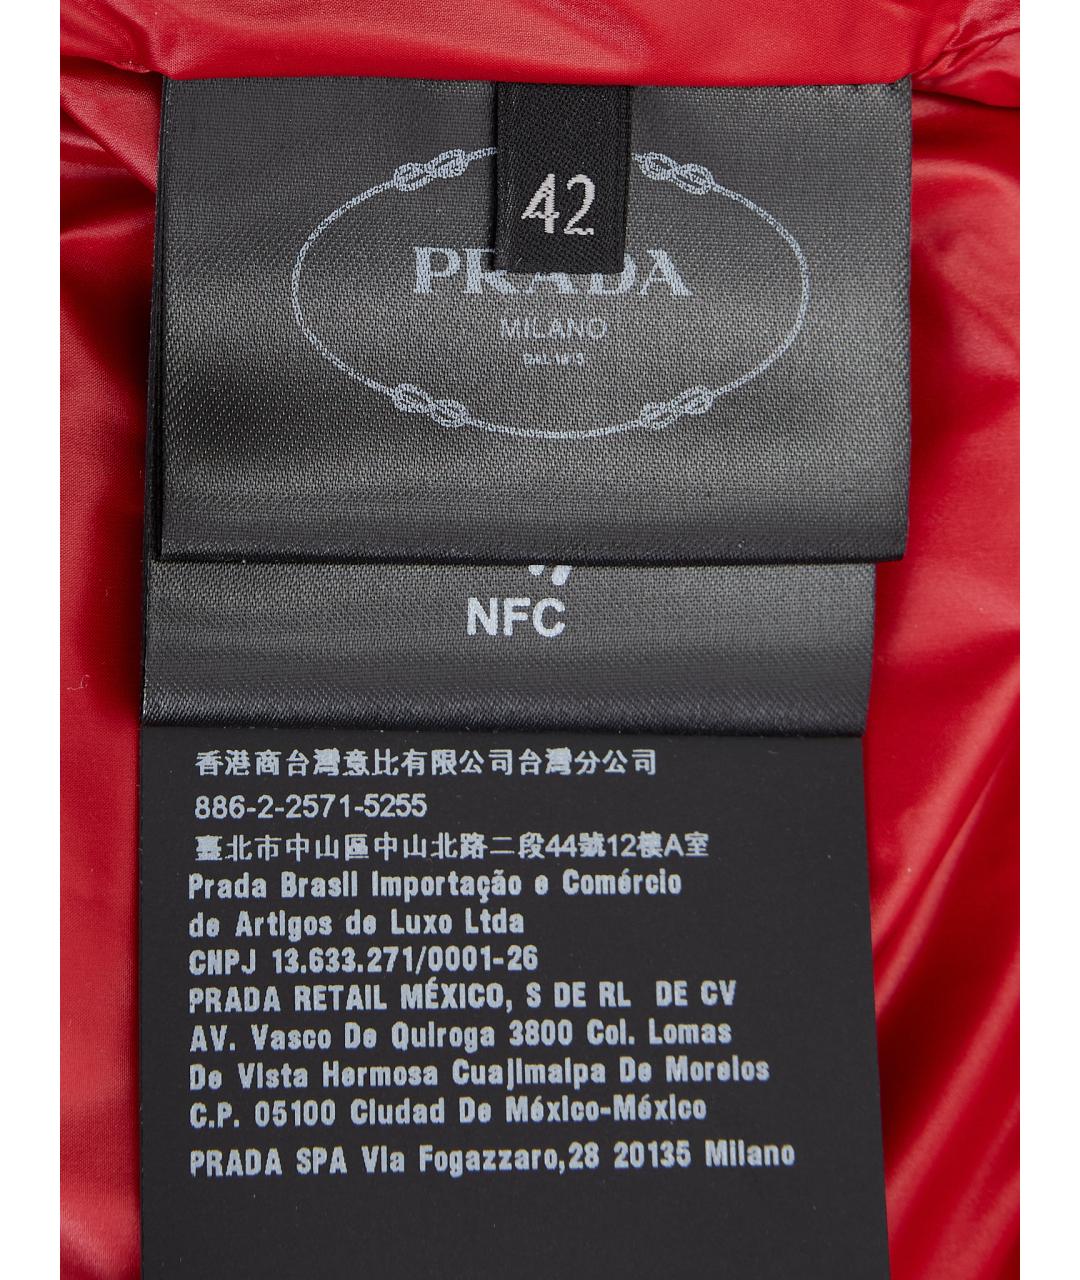 42
PRADA
MILANO
NFC
香港商台灣意比有限公司台灣分公司
886-2-2571-5255
臺北市中山區中山北路二段44號12樓A室
Prada Brasil Importação e Comércio
de Artigos de Luxo Ltda
CNPJ 13.633.271/0001-26
PRADA RETAIL MÉXICO, S DE RL DE CV
AV. Vasco De Quiroga 3800 Col. Lomas
De Vista Hermosa Cuajimalpa De Morelos
C.P. 05100 Ciudad De México-México
PRADA SPA Via Fogazzaro,28 20135 Milano